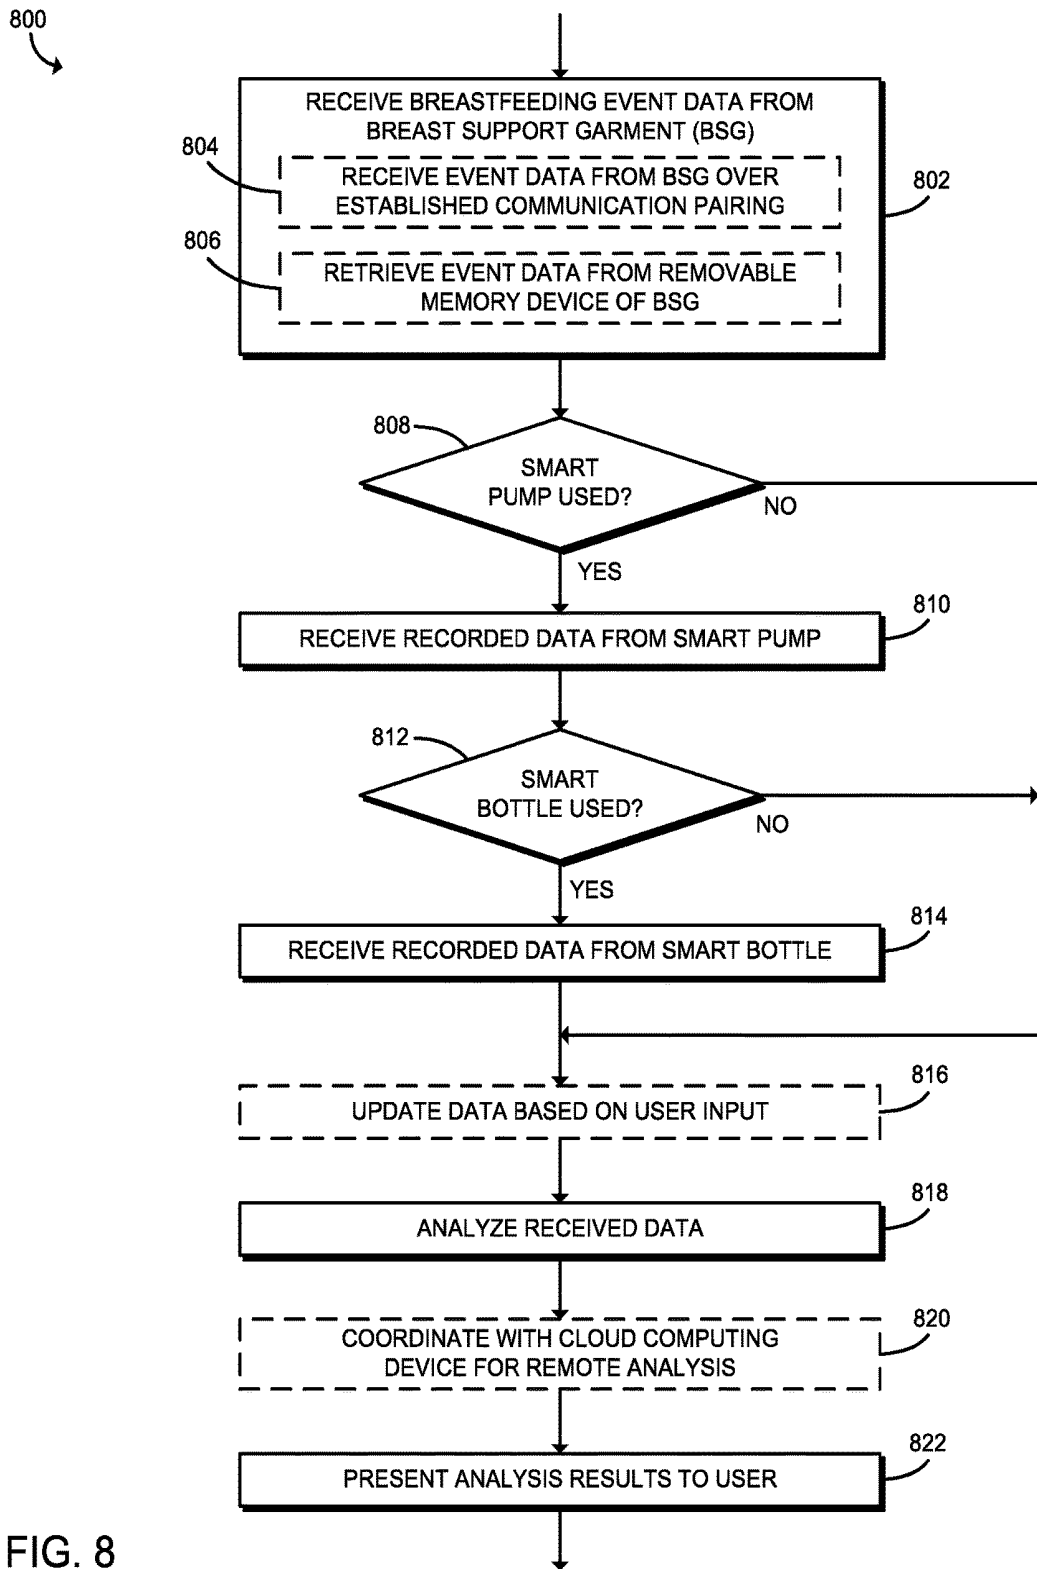 800
RECEIVE BREASTFEEDING EVENT DATA FROM
BREAST SUPPORT GARMENT (BSG)
804
RECEIVE EVENT DATA FROM BSG OVER
ESTABLISHED COMMUNICATION PAIRING
802
806
RETRIEVE EVENT DATA FROM REMOVABLE
MEMORY DEVICE OF BSG
808
SMART
PUMP USED?
NO
YES
810
RECEIVE RECORDED DATA FROM SMART PUMP
812
SMART
BOTTLE USED?
NO
YES
814
RECEIVE RECORDED DATA FROM SMART BOTTLE
816
UPDATE DATA BASED ON USER INPUT
818
ANALYZE RECEIVED DATA
820
COORDINATE WITH CLOUD COMPUTING
DEVICE FOR REMOTE ANALYSIS
822
PRESENT ANALYSIS RESULTS TO USER
FIG. 8